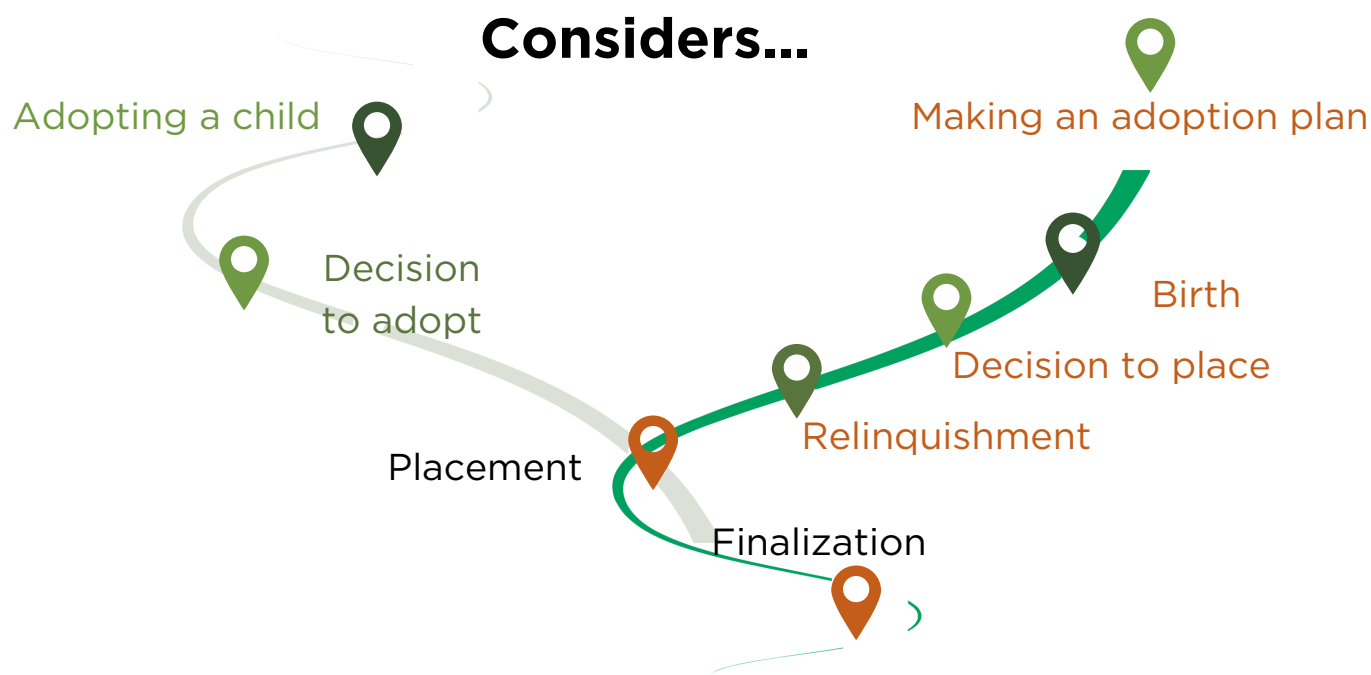 Considers...
Adopting a child
Making an adoption plan
Decision
to adopt
Birth
Decision to place
Relinquishment
Placement
Finalization